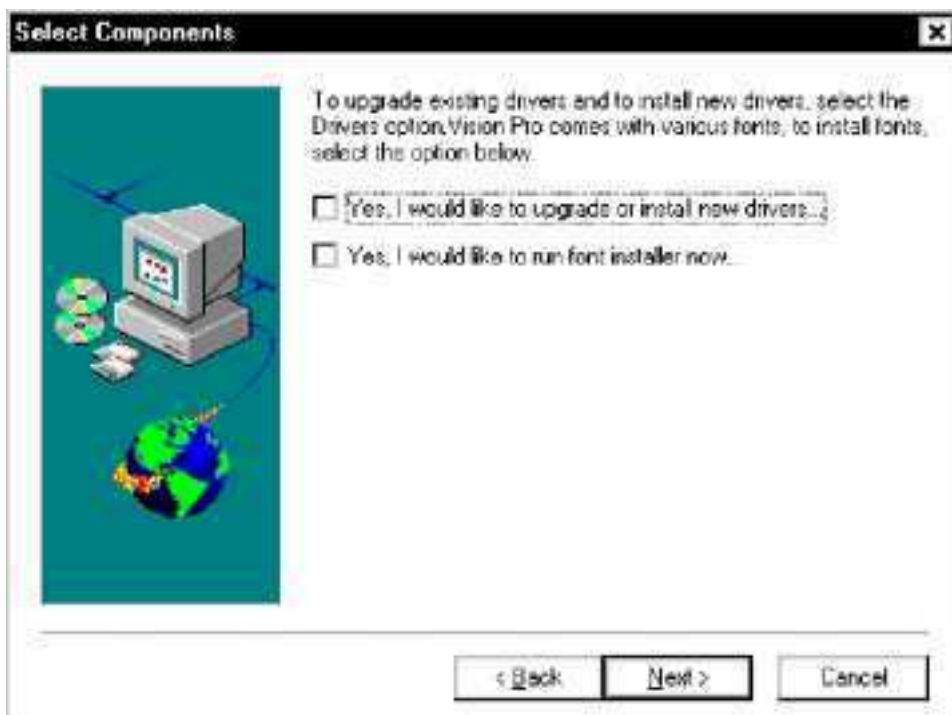 Select Components
To upgrade existing drivers and to install new drivers, select the
Drivers option.Vision Pro comes with various fonts, to install fonts,
select the option below.
Yes, I would like to upgrade or install new drivers...
Yes, I would like to run font installer now...
< Back
Next >
Cancel